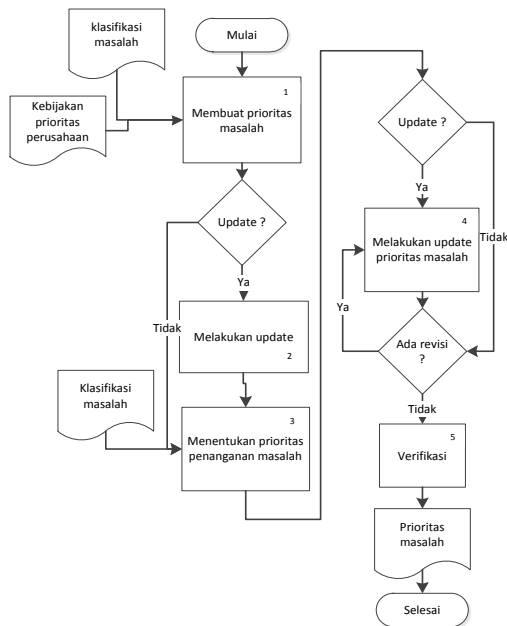 klasifikasi
masalah
Mulai
Kebijakan
prioritas
perusahaan
1
Membuat prioritas
masalah
Update ?
Ya
Tidak
Melakukan update
2
Klasifikasi
masalah
3
Menentukan prioritas
penanganan masalah
Update ?
Ya
Tidak
4
Melakukan update
prioritas masalah
Ya
Ada revisi
?
Tidak
5
Verifikasi
Prioritas
masalah
Selesai